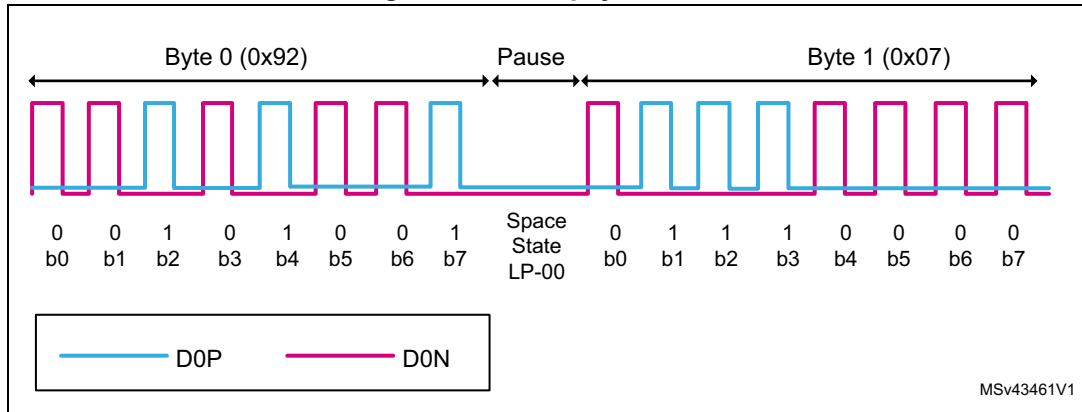 Byte 0 (0x92) Pause Byte 1 (0x07)
0 0 1 0 1 0 0 1 Space State LP-00 0 1 1 1 0 0 0 0
b0 b1 b2 b3 b4 b5 b6 b7 b0 b1 b2 b3 b4 b5 b6 b7
D0P D0N
MSv43461V1